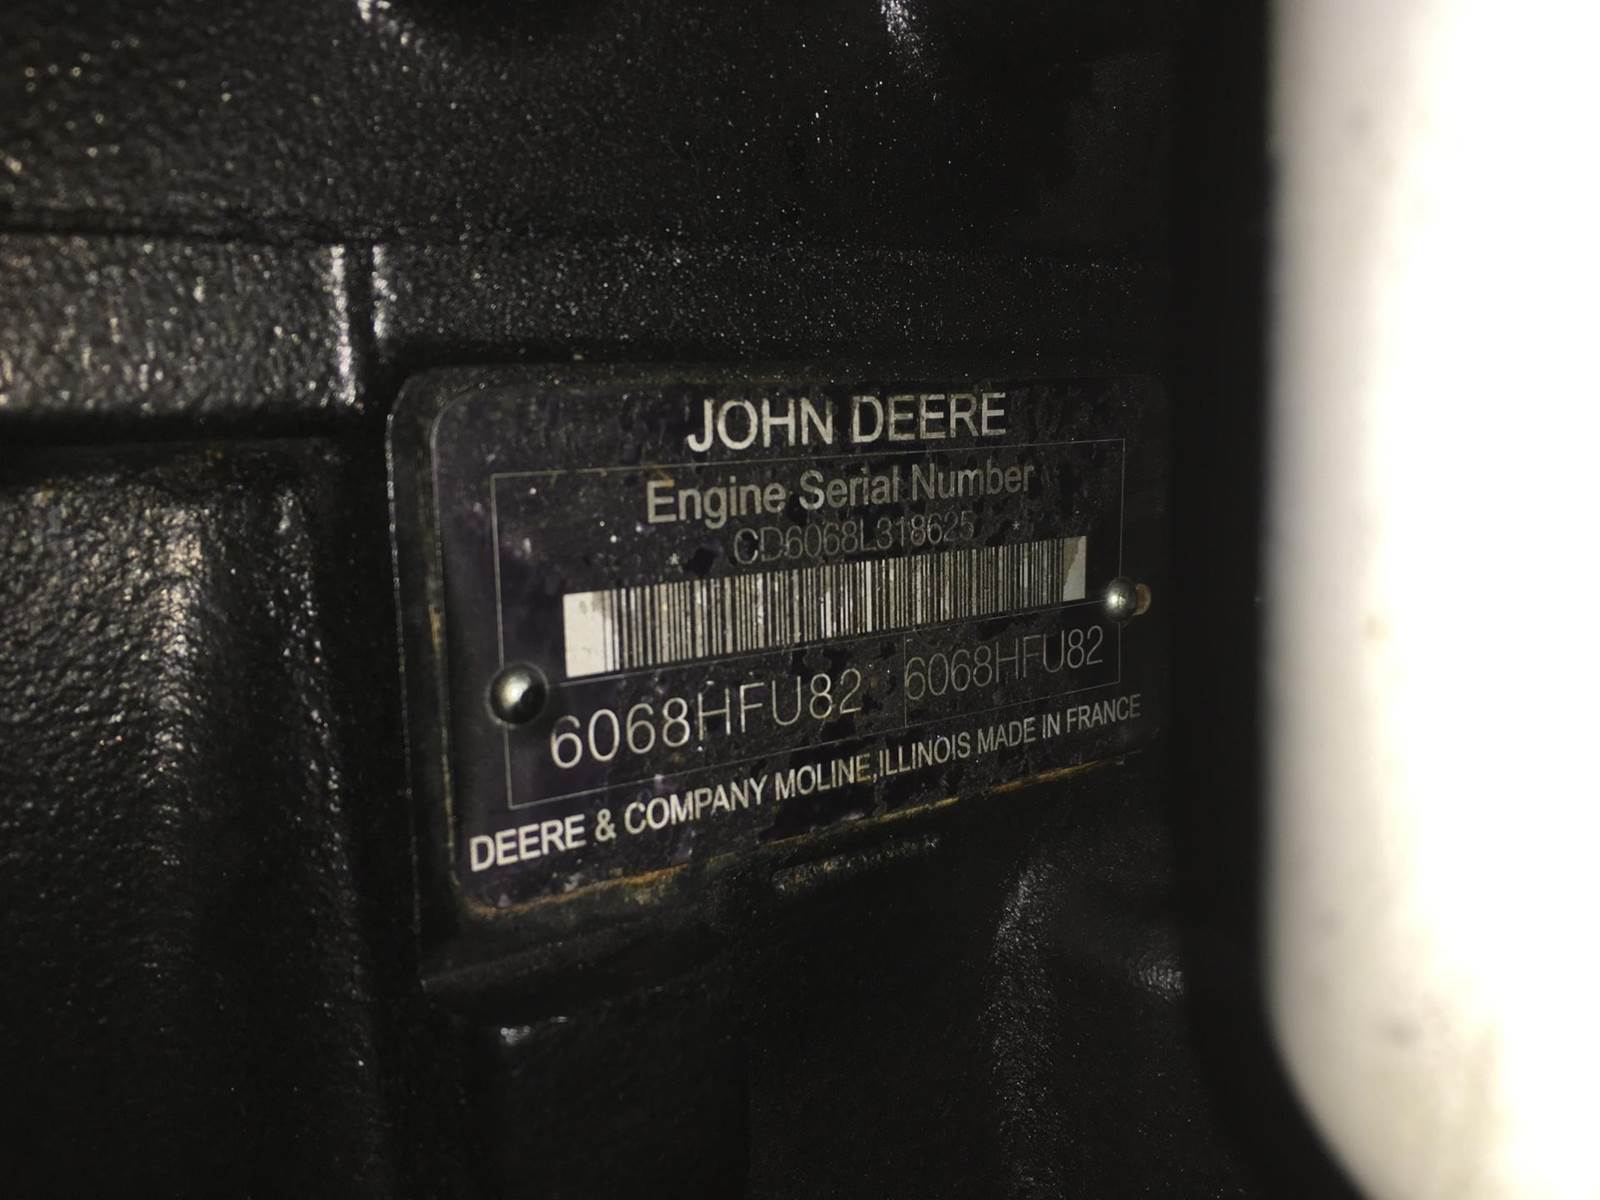 JOHN DEERE
Engine Serial Number
* CD6068L318625 *
6068HFU82 6068HFU82
DEERE & COMPANY MOLINE,ILLINOIS MADE IN FRANCE